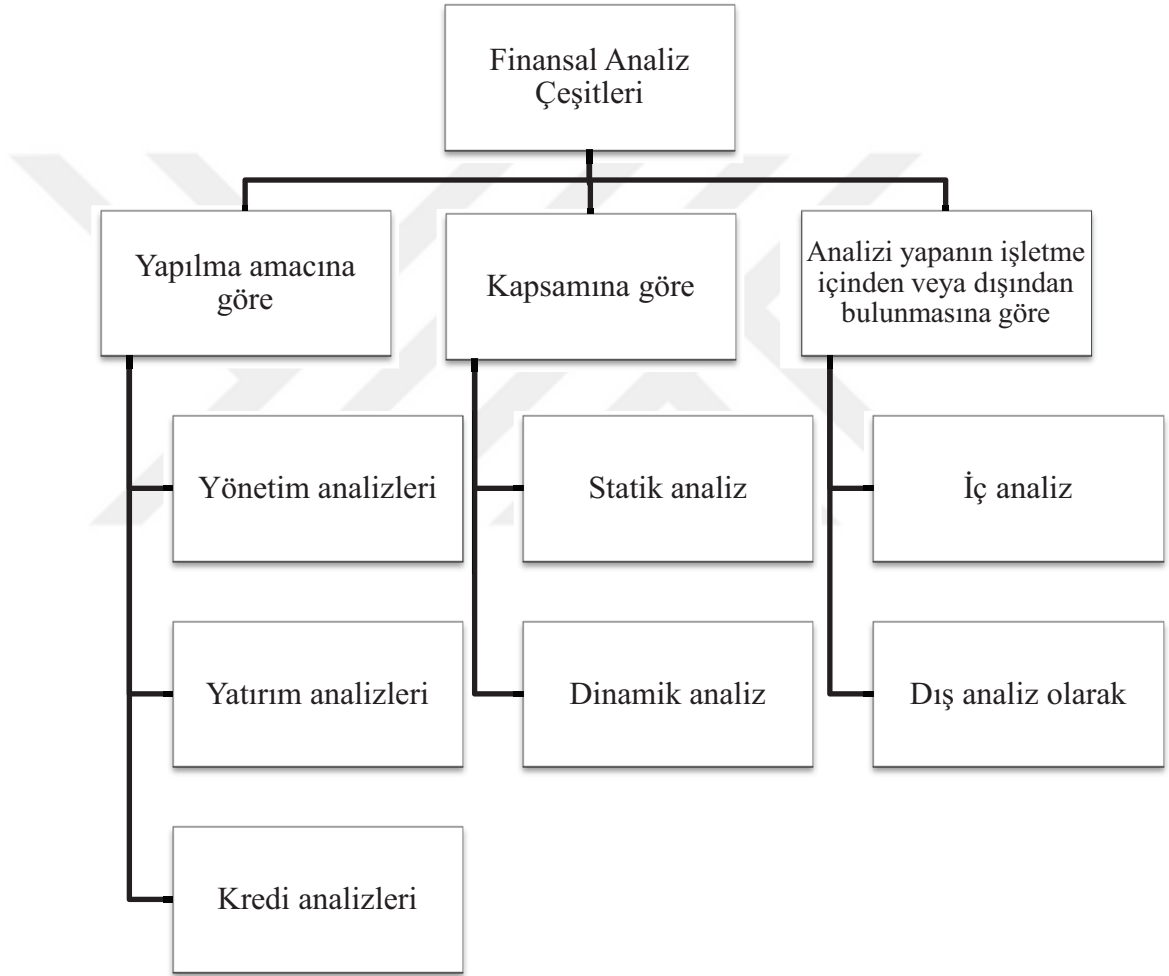 Finansal Analiz
Çeşitleri
Yapılma amacına
göre
Kapsamına göre
Analizi yapanın işletme
içinden veya dışından
bulunmasına göre
Yönetim analizleri
Statik analiz
İç analiz
Yatırım analizleri
Dinamik analiz
Dış analiz olarak
Kredi analizleri